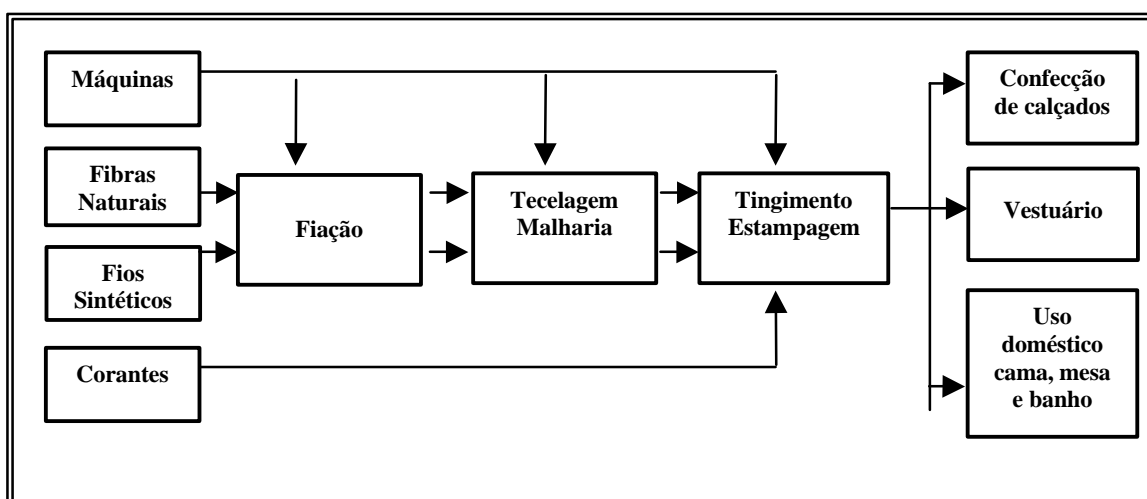 Máquinas
Fibras
Naturais
Fios
Sintéticos
Corantes
Fiação
Tecelagem
Malharia
Tingimento
Estampagem
Confecção
de calçados
Vestuário
Uso
doméstico
cama, mesa
e banho